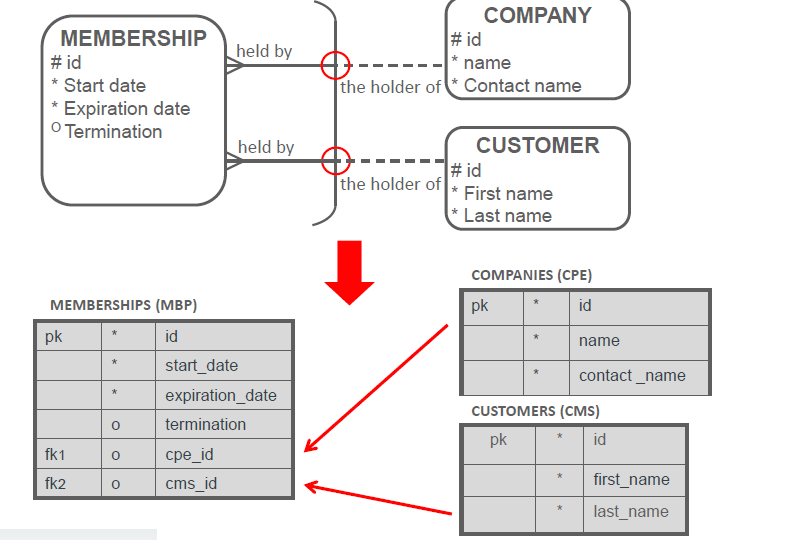 MEMBERSHIP
# id
* Start date
* Expiration date
O Termination
held by
the holder of
COMPANY
# id
* name
* Contact name
held by
the holder of
CUSTOMER
# id
* First name
* Last name
MEMBERSHIPS (MBP)
pk * id
* start_date
* expiration_date
o termination
fk1 o cpe_id
fk2 o cms_id
COMPANIES (CPE)
pk * id
* name
* contact _name
CUSTOMERS (CMS)
pk * id
* first_name
* last_name